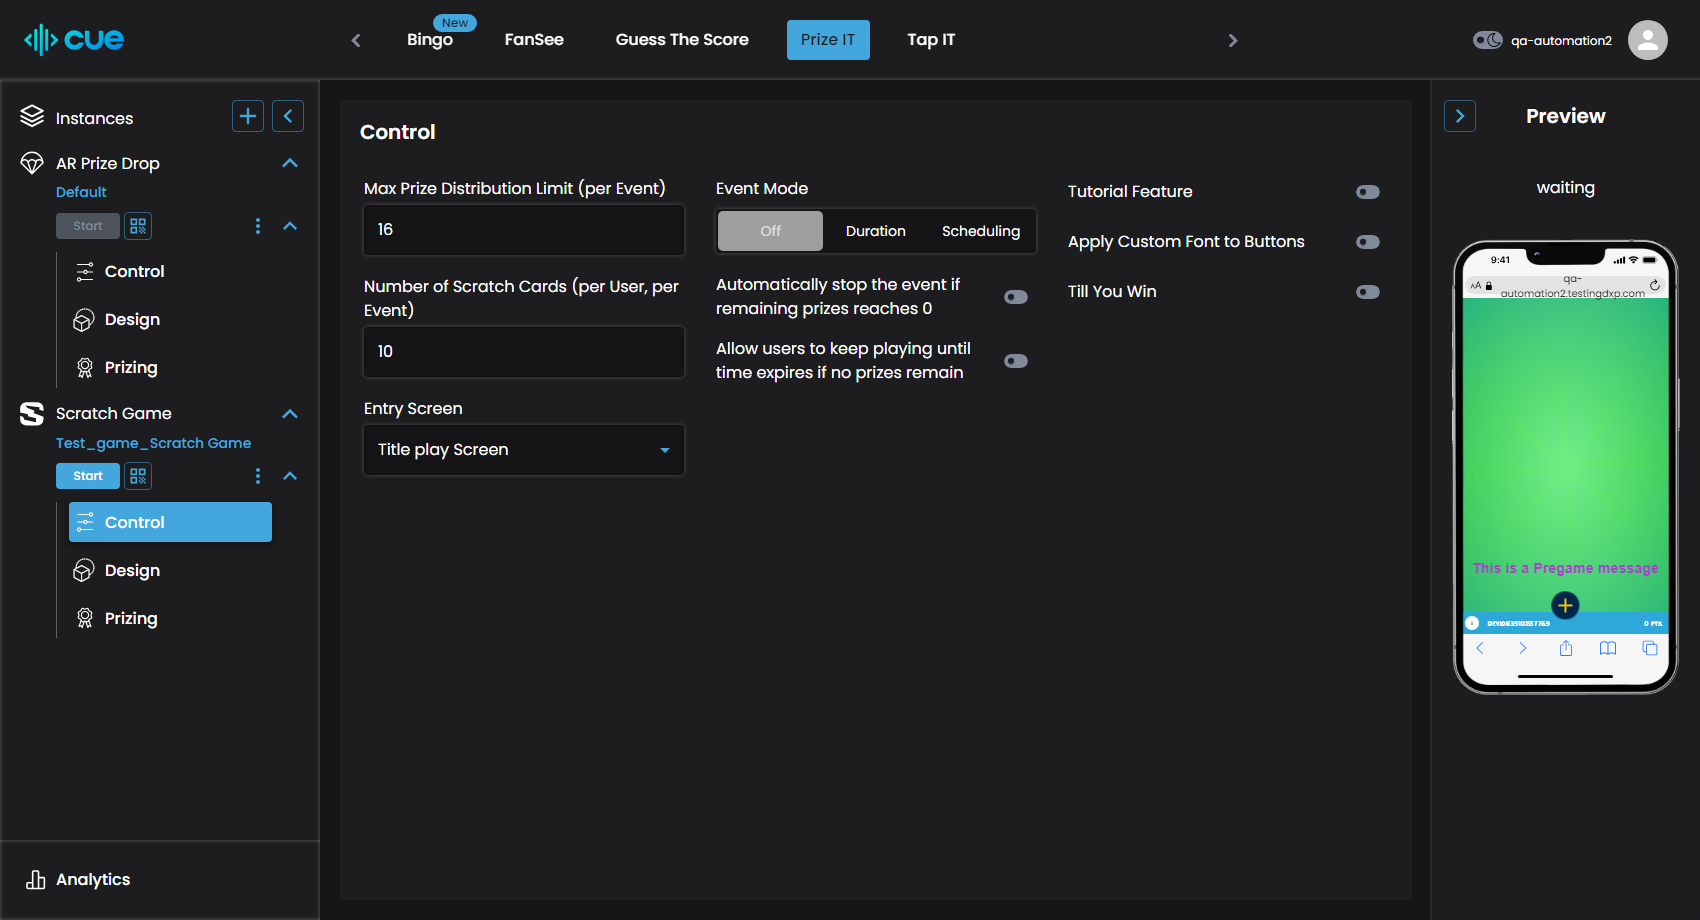 cue
New
Bingo
FanSee
Guess The Score
Prize IT
Tap IT
qa-automation2
Instances
AR Prize Drop
Default
Start
Control
Design
Prizing
Scratch Game
Test_game_Scratch Game
Start
Control
Design
Prizing
Analytics
Control
Max Prize Distribution Limit (per Event)
16
Number of Scratch Cards (per User, per
Event)
10
Entry Screen
Title play Screen
Event Mode
Off
Duration
Scheduling
Automatically stop the event if
remaining prizes reaches 0
Allow users to keep playing until
time expires if no prizes remain
Tutorial Feature
Apply Custom Font to Buttons
Till You Win
Preview
waiting
9:41
AA
qa-
automation2.testingdxp.com
This is a Pregame message
0 PTS.